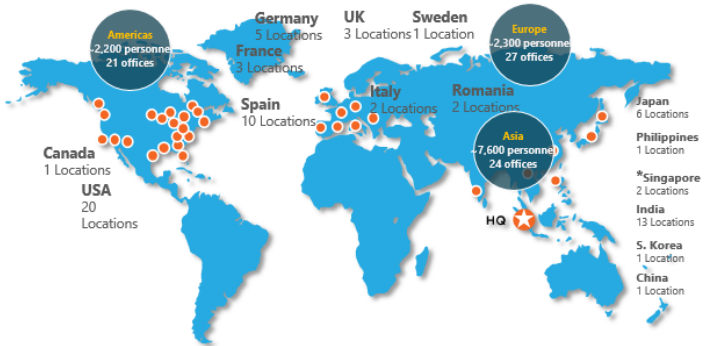 Americas
~2,200 personnel
21 offices
Germany
5 Locations
France
3 Locations
UK
3 Locations
Sweden
1 Location
Europe
~2,300 personnel
27 offices
Spain
10 Locations
Italy
2 Locations
Romania
2 Locations
Asia
~7,600 personnel
24 offices
Canada
1 Locations
USA
20
Locations
HQ
Japan
6 Locations
Philippines
1 Location
*Singapore
2 Locations
India
13 Locations
S. Korea
1 Location
China
1 Location